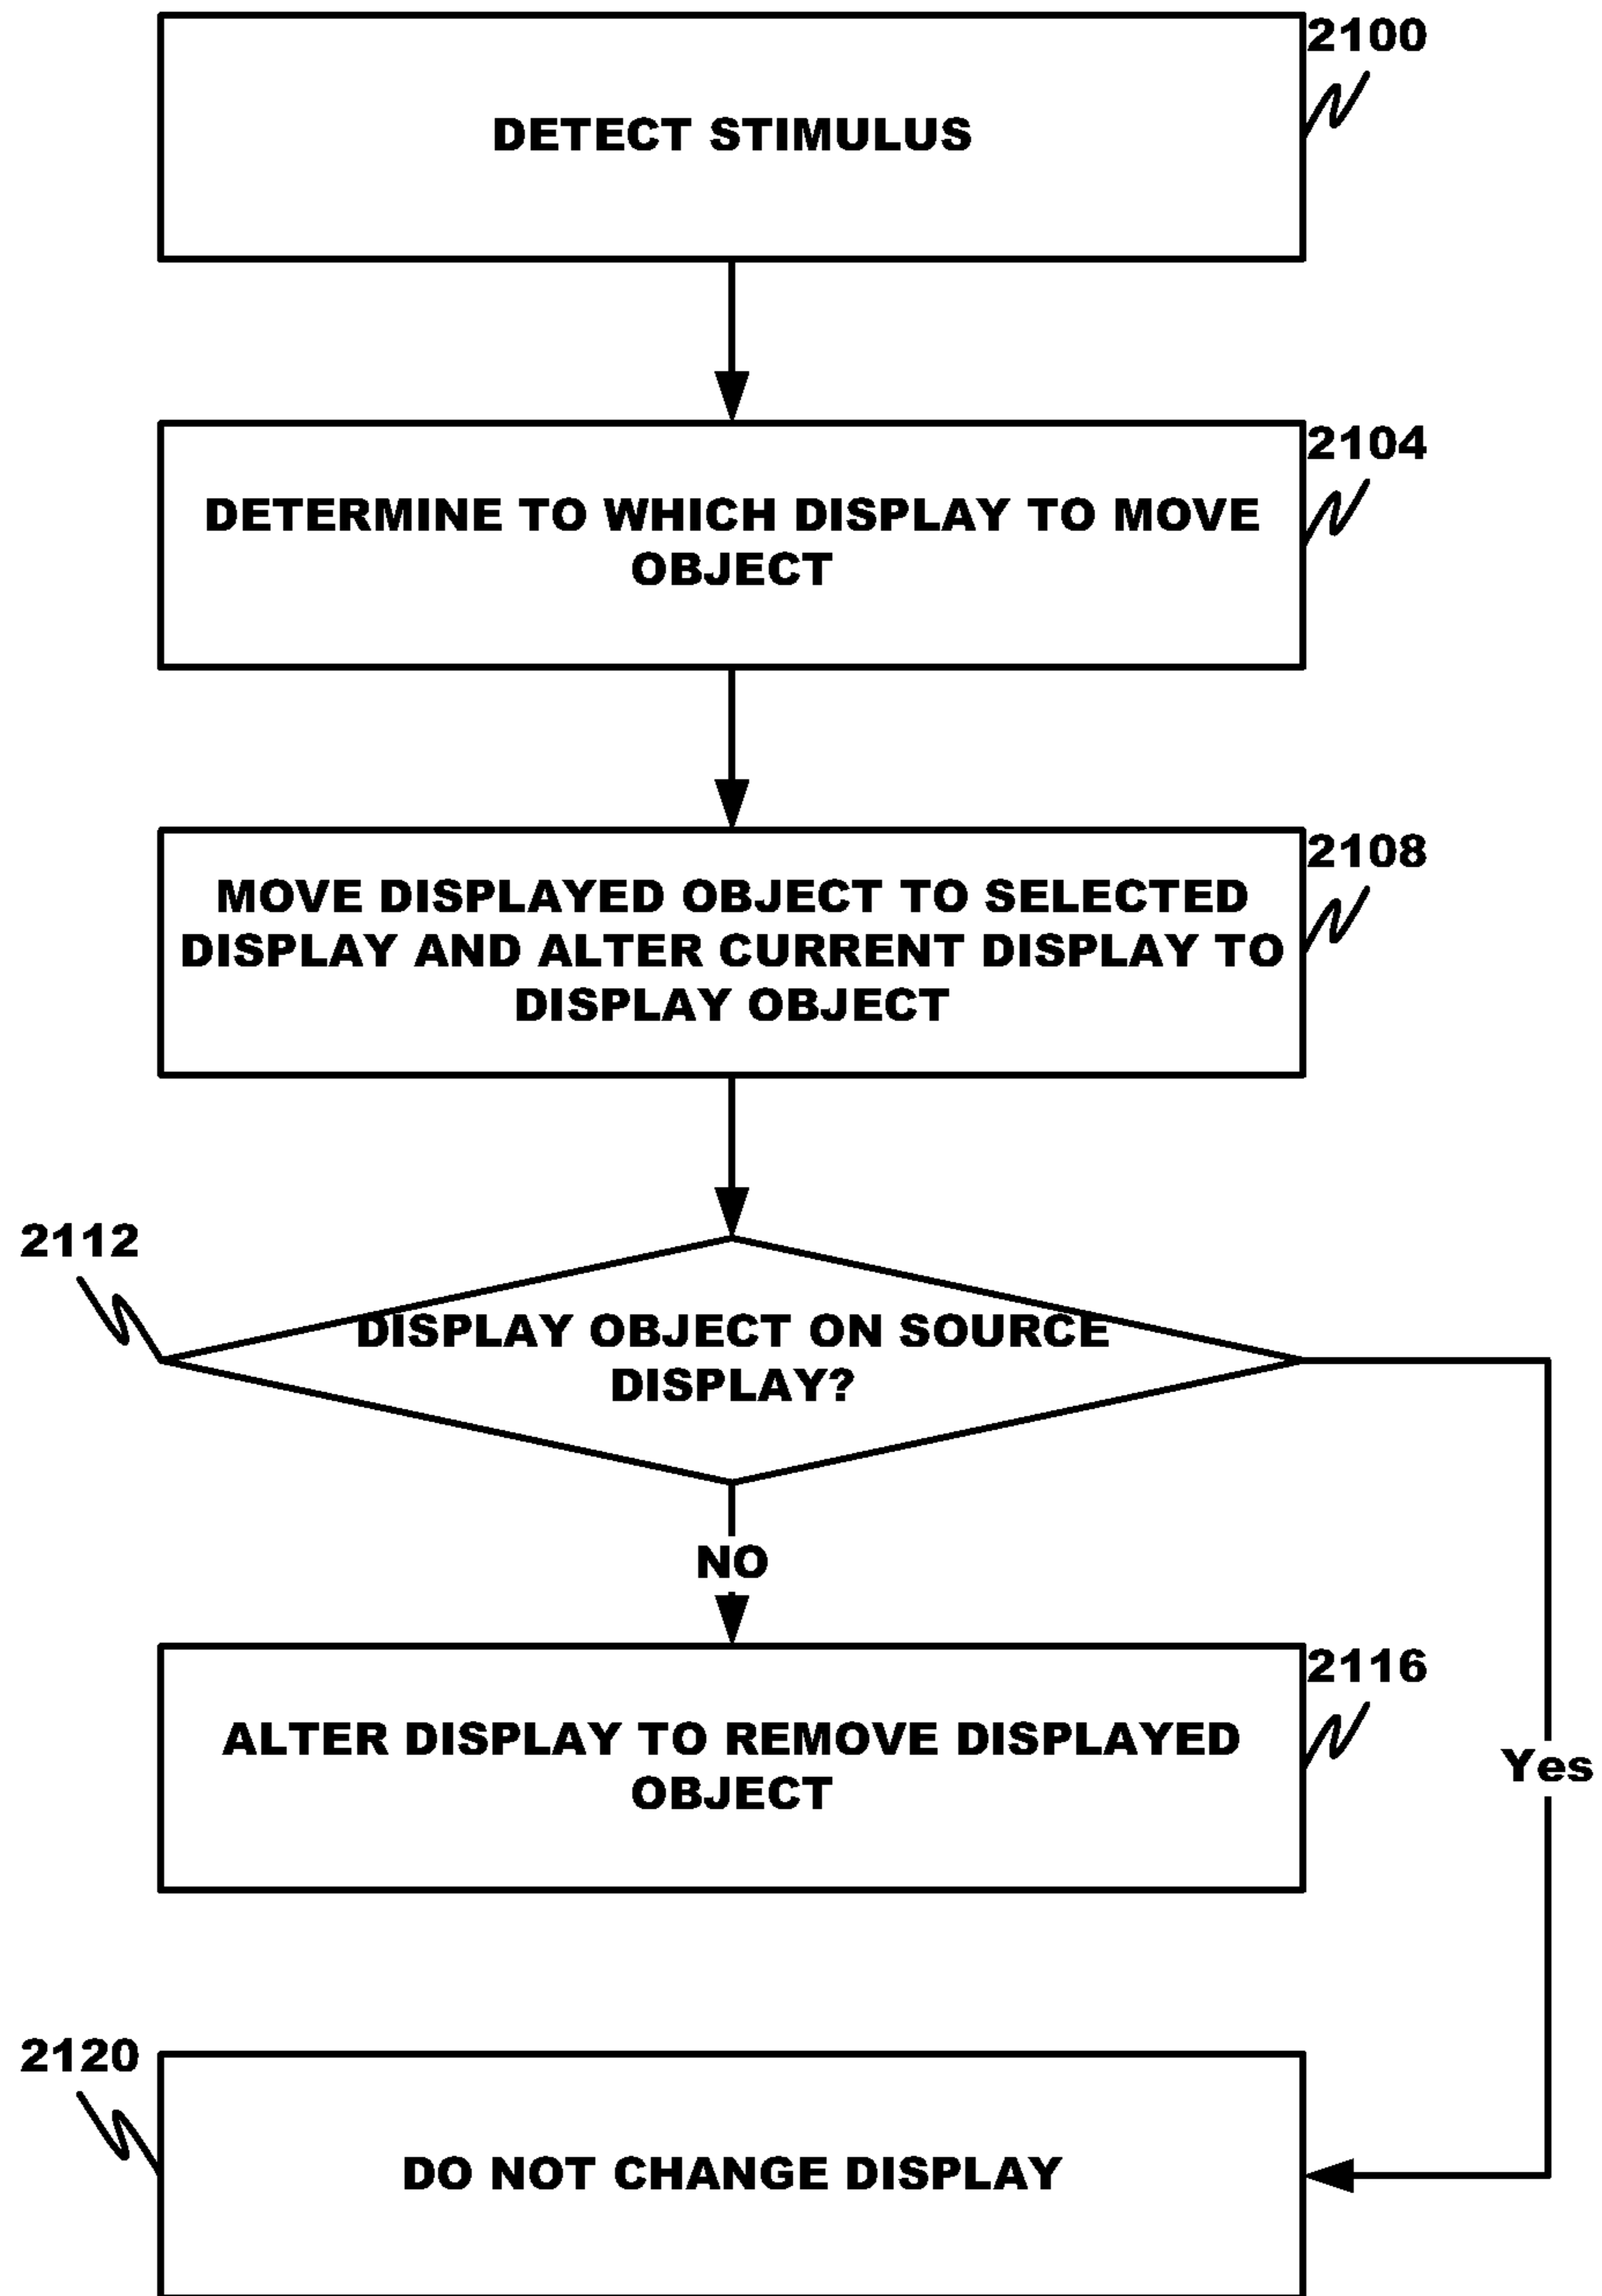 2100
DETECT STIMULUS
2104
DETERMINE TO WHICH DISPLAY TO MOVE
OBJECT
2108
MOVE DISPLAYED OBJECT TO SELECTED
DISPLAY AND ALTER CURRENT DISPLAY TO
DISPLAY OBJECT
2112
DISPLAY OBJECT ON SOURCE
DISPLAY?
NO
2116
ALTER DISPLAY TO REMOVE DISPLAYED
OBJECT
Yes
2120
DO NOT CHANGE DISPLAY